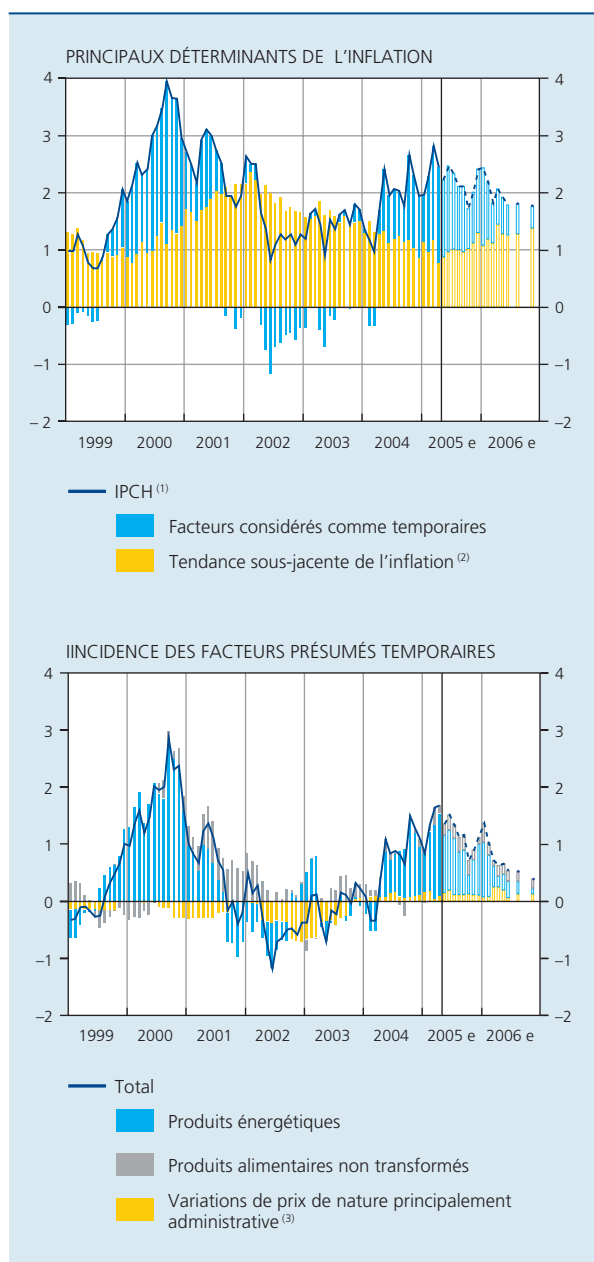 PRINCIPAUX DÉTERMINANTS DE L’INFLATION
4 4
3 3
2 2
1 1
0 0
–1 –1
– 2 –2
1999 2000 2001 2002 2003 2004 2005 e 2006 e
IPCH (1)
Facteurs considérés comme temporaires
Tendance sous-jacente de l’inflation (2)
IINCIDENCE DES FACTEURS PRÉSUMÉS TEMPORAIRES
4 4
3 3
2 2
1 1
0 0
–1 –1
–2 –2
1999 2000 2001 2002 2003 2004 2005 e 2006 e
Total
Produits énergétiques
Produits alimentaires non transformés
Variations de prix de nature principalement
administrative (3)